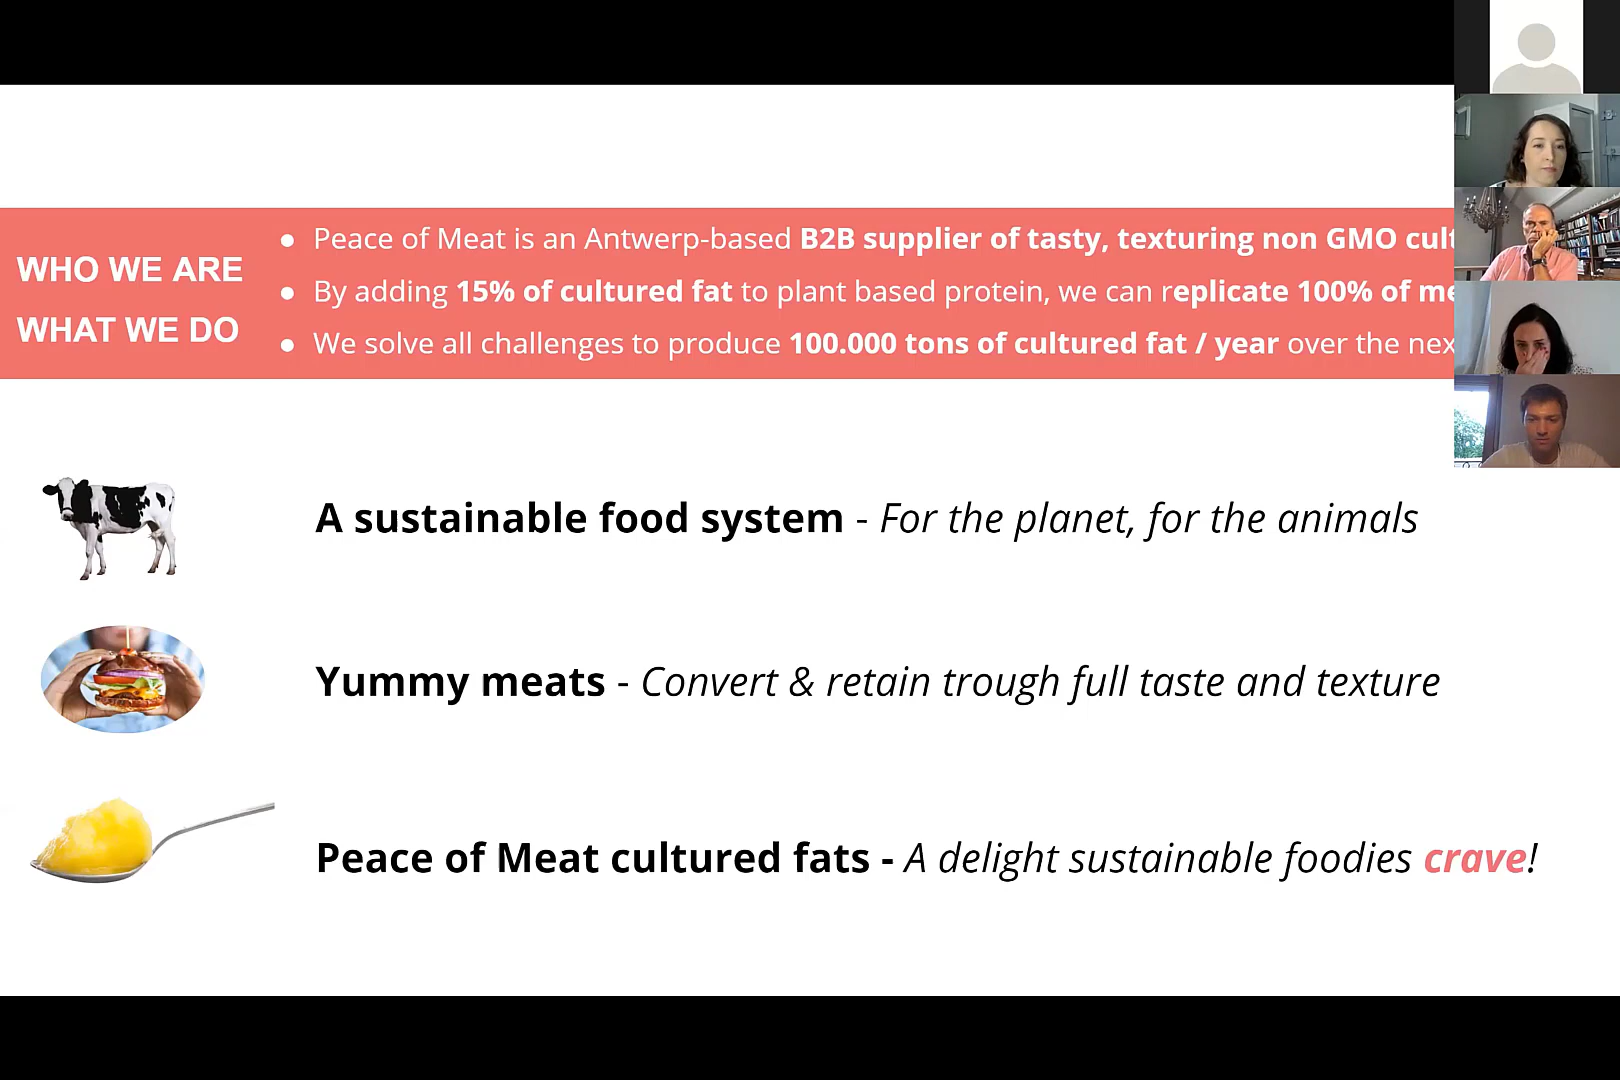 WHO WE ARE
WHAT WE DO
● Peace of Meat is an Antwerp-based B2B supplier of tasty, texturing non GMO
● By adding 15% of cultured fat to plant based protein, we can replicate 100% of
● We solve all challenges to produce 100.000 tons of cultured fat / year over the
A sustainable food system - For the planet, for the animals
Yummy meats - Convert & retain trough full taste and texture
Peace of Meat cultured fats - A delight sustainable foodies crave!